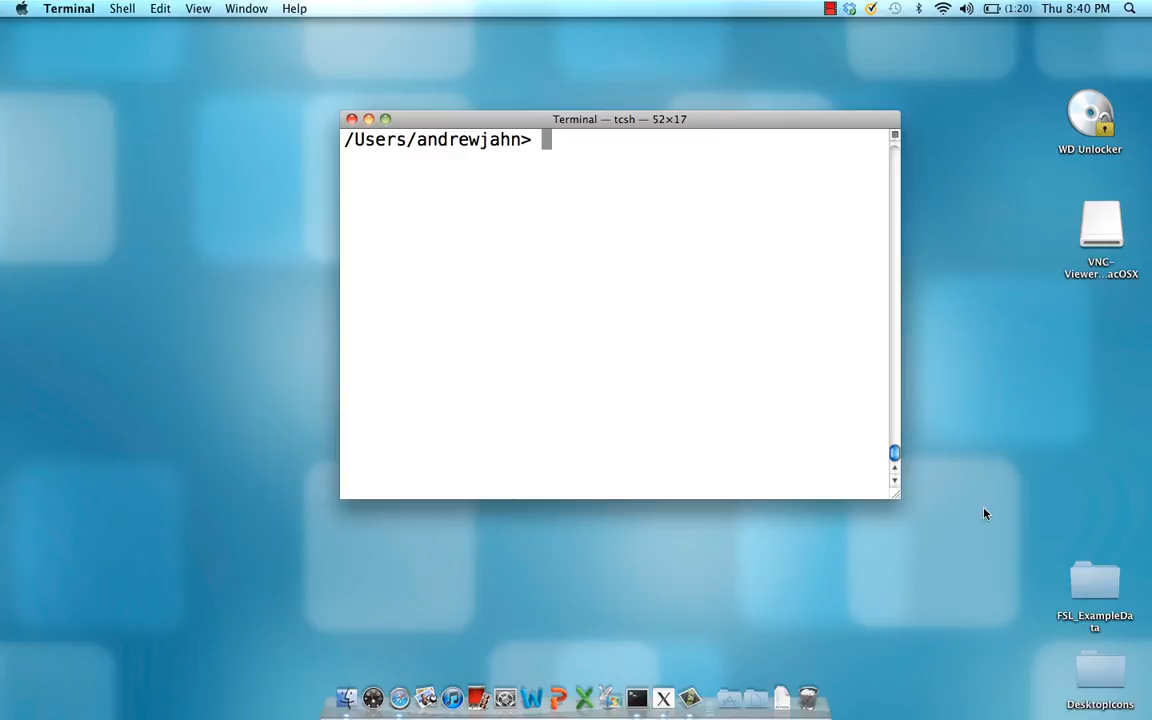 Terminal Shell Edit View Window Help (1:20) Thu 8:40 PM
Terminal — tcsh — 52×17
/Users/andrewjahn>
WD Unlocker
VNC-
Viewer...acOSX
FSL_ExampleDa
ta
DesktopIcons